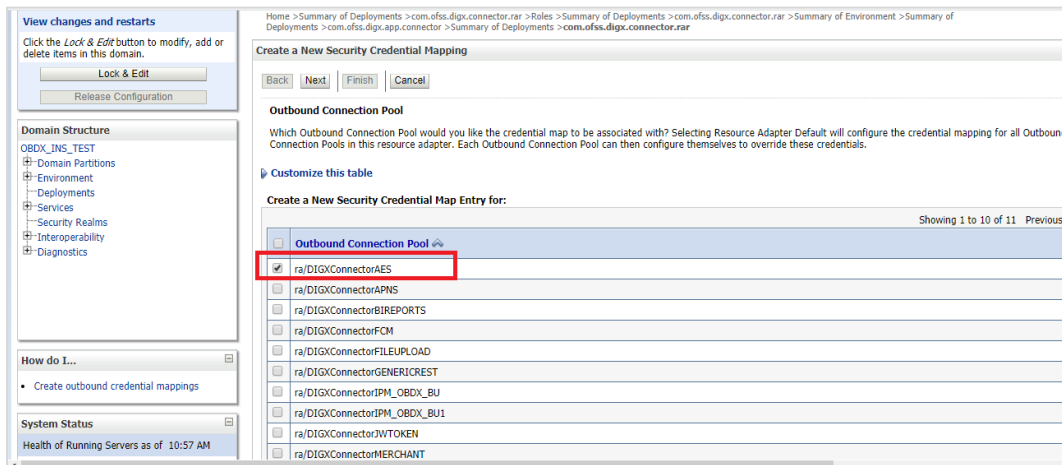 View changes and restarts
Click the Lock & Edit button to modify, add or
delete items in this domain.
Lock & Edit
Release Configuration
Domain Structure
OBDX_INS_TEST
Domain Partitions
Environment
Deployments
Services
Security Realms
Interoperability
Diagnostics
How do I...
Create outbound credential mappings
System Status
Health of Running Servers as of 10:57 AM
Home >Summary of Deployments >com.ofss.digx.connector.rar >Roles >Summary of Deployments >com.ofss.digx.connector.rar >Summary of Environment >Summary of
Deployments >com.ofss.digx.app.connector >Summary of Deployments >com.ofss.digx.connector.rar
Create a New Security Credential Mapping
Back Next Finish Cancel
Outbound Connection Pool
Which Outbound Connection Pool would you like the credential map to be associated with? Selecting Resource Adapter Default will configure the credential mapping for all Outbound
Connection Pools in this resource adapter. Each Outbound Connection Pool can then configure themselves to override these credentials.
Customize this table
Create a New Security Credential Map Entry for:
Showing 1 to 10 of 11 Previous
Outbound Connection Pool
ra/DIGXConnectorAES
ra/DIGXConnectorAPNS
ra/DIGXConnectorBIREPORTS
ra/DIGXConnectorFCM
ra/DIGXConnectorFILEUPLOAD
ra/DIGXConnectorGENERICREST
ra/DIGXConnectorIPM_OBDX_BU
ra/DIGXConnectorIPM_OBDX_BU1
ra/DIGXConnectorJWTOKEN
ra/DIGXConnectorMERCHANT